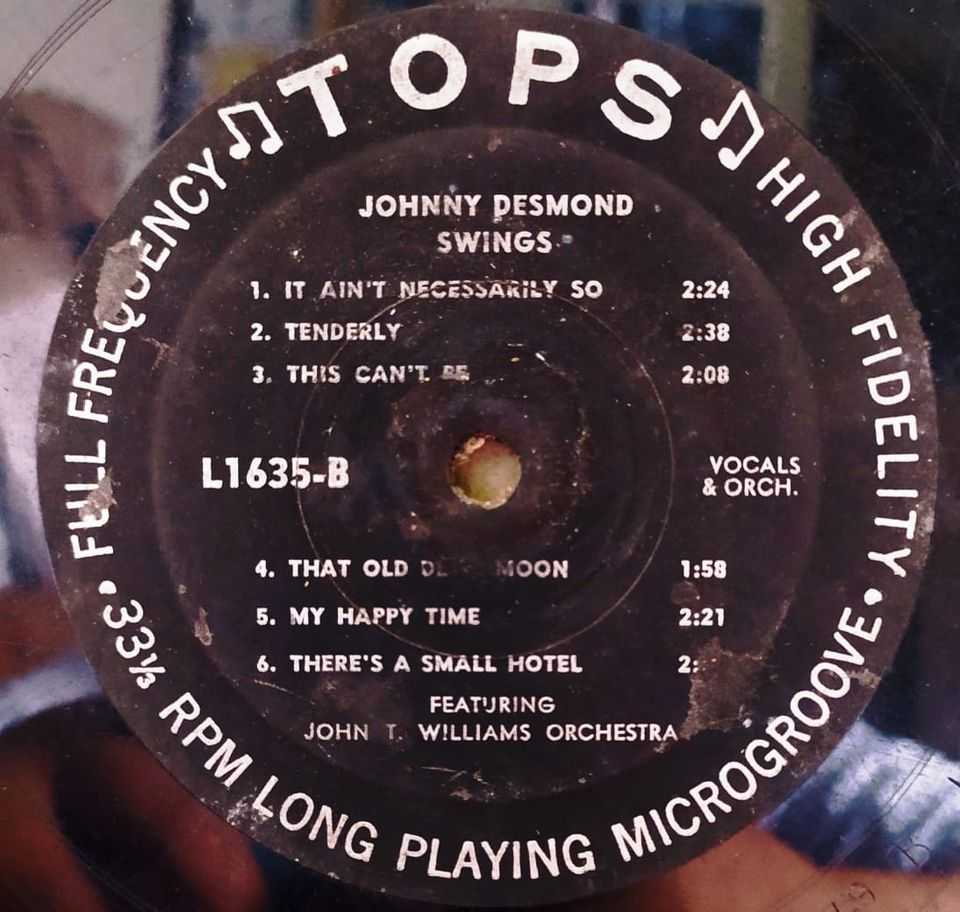 TOPS
HIGH FIDELITY
FULL FREQUENCY
JOHNNY DESMOND
SWINGS
1. IT AIN'T NECESSARILY SO 2:24
2. TENDERLY 2:38
3. THIS CAN'T BE 2:08
L1635-B
VOCALS
& ORCH.
4. THAT OLD MOON 1:58
5. MY HAPPY TIME 2:21
6. THERE'S A SMALL HOTEL
FEATURING
JOHN T. WILLIAMS ORCHESTRA
• 33⅓ RPM LONG PLAYING MICROGROOVE •